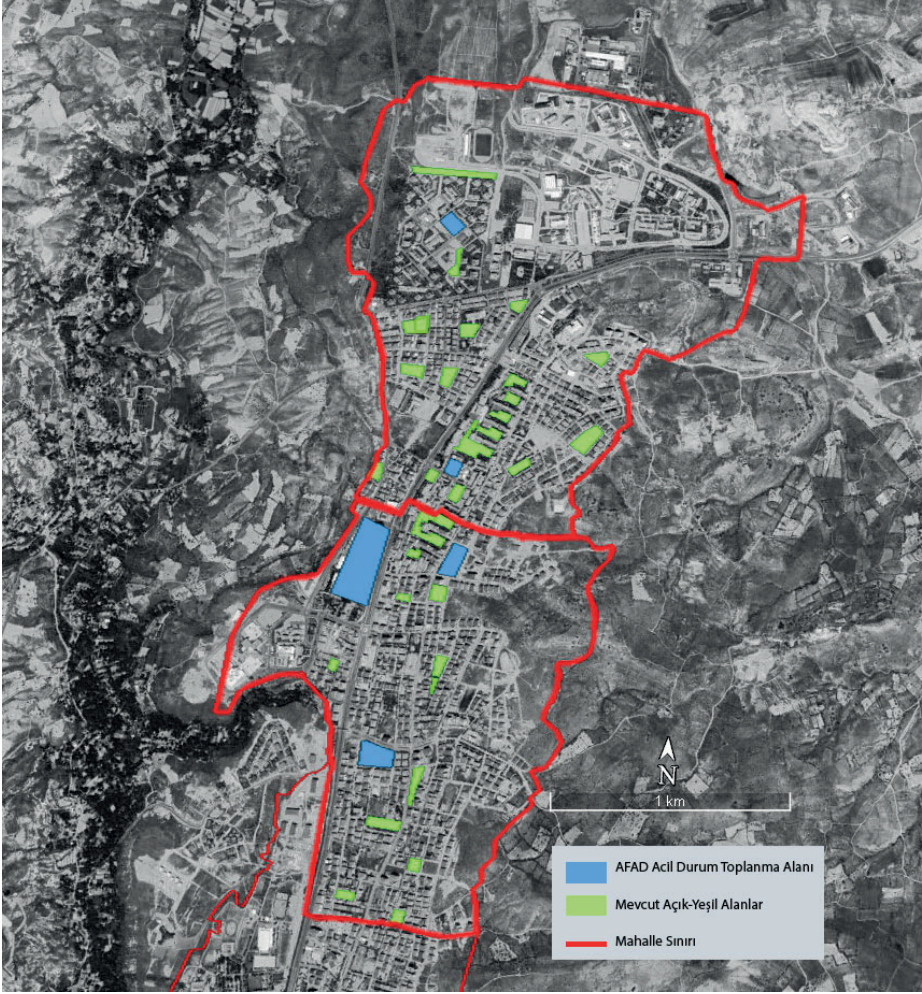 N
1 km
AFAD Acil Durum Toplanma Alanı
Mevcut Açık-Yeşil Alanlar
Mahalle Sınırı